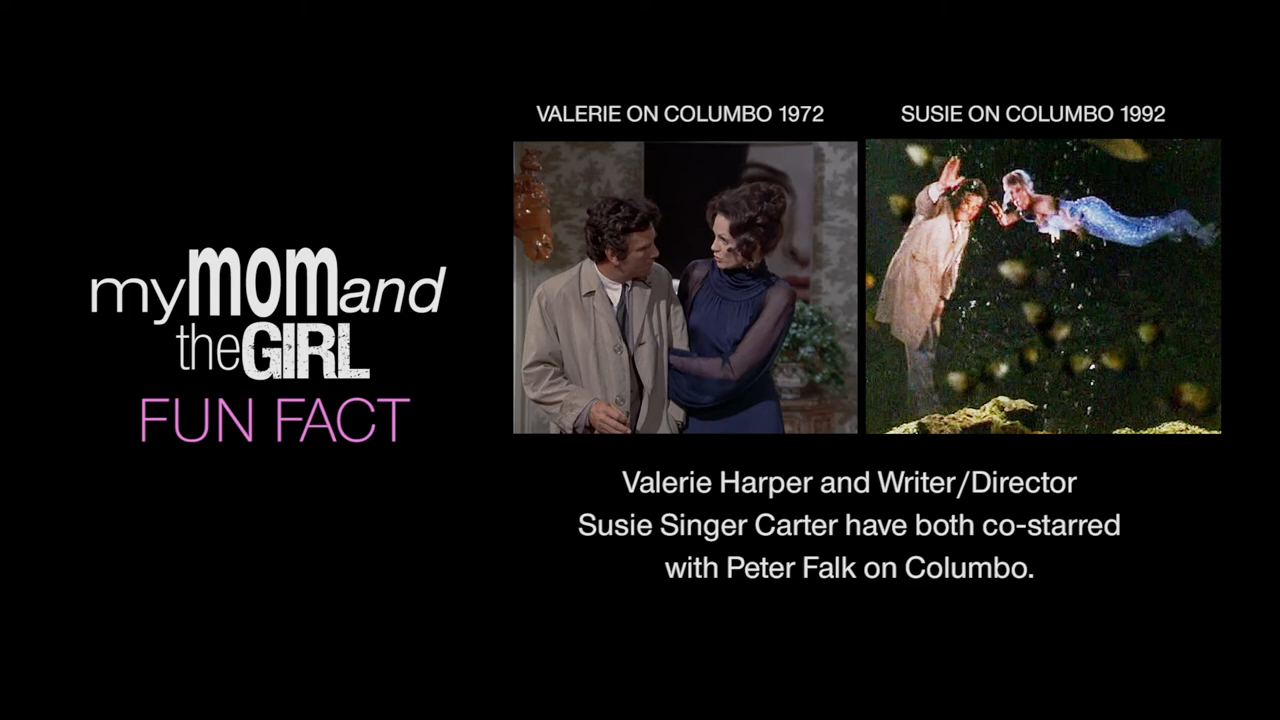 VALERIE ON COLUMBO 1972
SUSIE ON COLUMBO 1992
my mom and
the GIRL
FUN FACT
Valerie Harper and Writer/Director
Susie Singer Carter have both co-starred
with Peter Falk on Columbo.